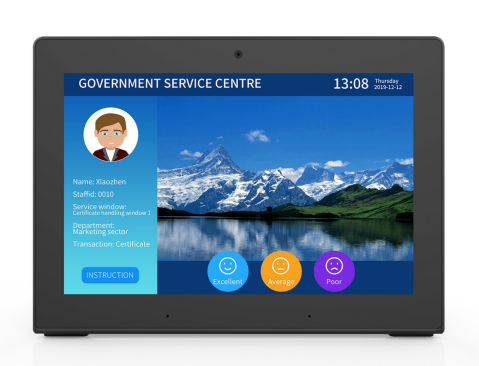 GOVERNMENT SERVICE CENTRE
13:08
Thursday
2019-12-12
Name: Xiaozhen
Staffid: 0010
Service window:
Certificate handling window 1
Department:
Marketing sector
Transaction: Certificate
INSTRUCTION
Excellent
Average
Poor